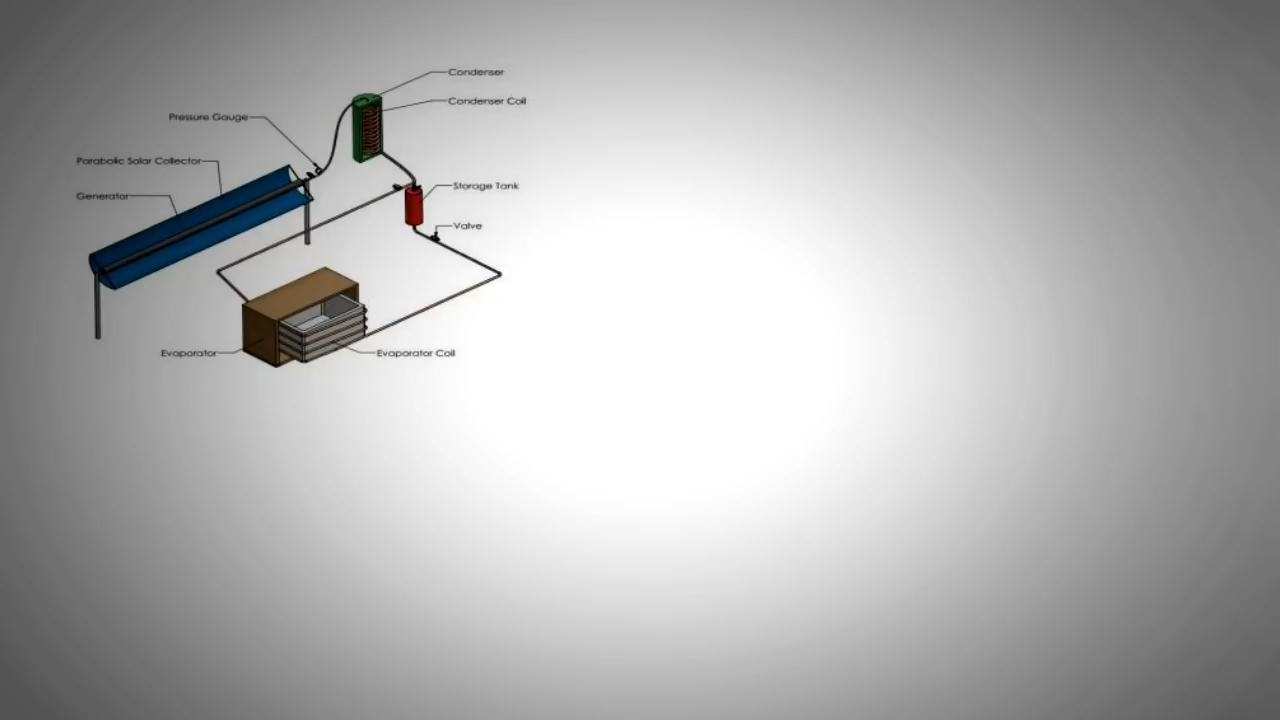 Condenser
Condenser Coil
Pressure Gauge
Parabolic Solar Collector
Storage Tank
Generator
Valve
Evaporator
Evaporator Coil